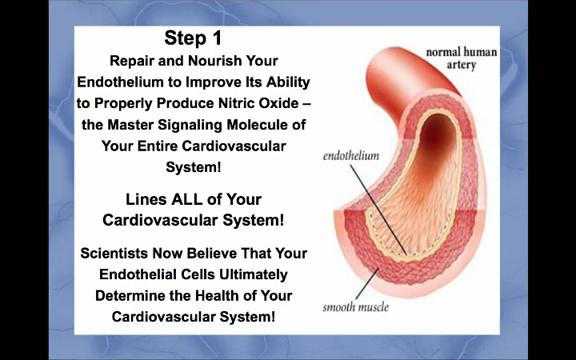 Step 1
Repair and Nourish Your
Endothelium to Improve Its Ability
to Properly Produce Nitric Oxide –
the Master Signaling Molecule of
Your Entire Cardiovascular
System!
Lines ALL of Your
Cardiovascular System!
Scientists Now Believe That Your
Endothelial Cells Ultimately
Determine the Health of Your
Cardiovascular System!
normal human
artery
endothelium
smooth muscle